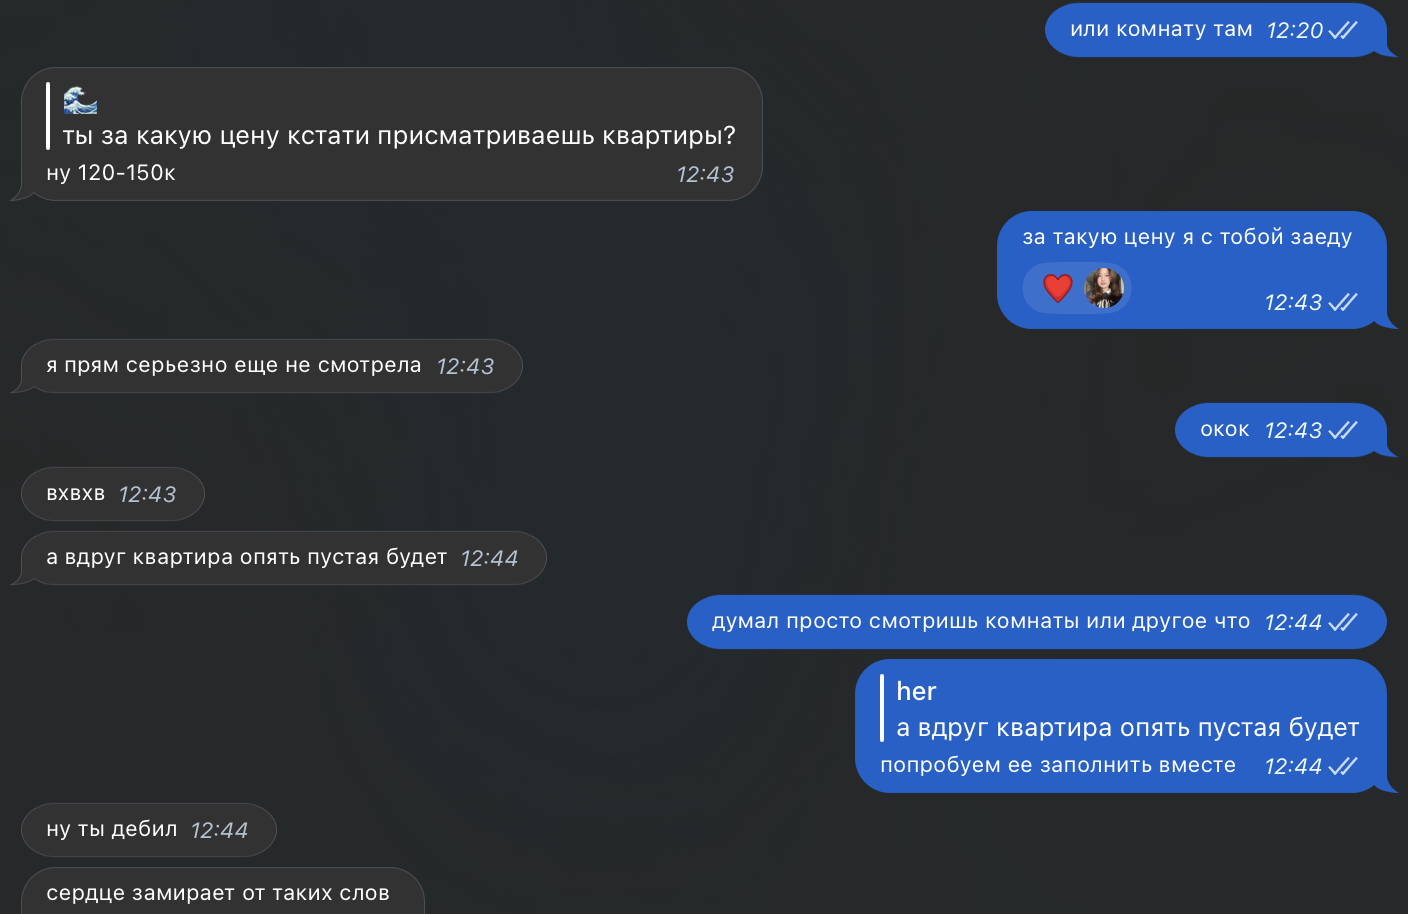 или комнату там 12:20
🌊
ты за какую цену кстати присматриваешь квартиры?
ну 120-150к 12:43
за такую цену я с тобой заеду
❤️ 12:43
я прям серьезно еще не смотрела 12:43
окок 12:43
вхвхв 12:43
а вдруг квартира опять пустая будет 12:44
думал просто смотришь комнаты или другое что 12:44
her
а вдруг квартира опять пустая будет
попробуем ее заполнить вместе 12:44
ну ты дебил 12:44
сердце замирает от таких слов